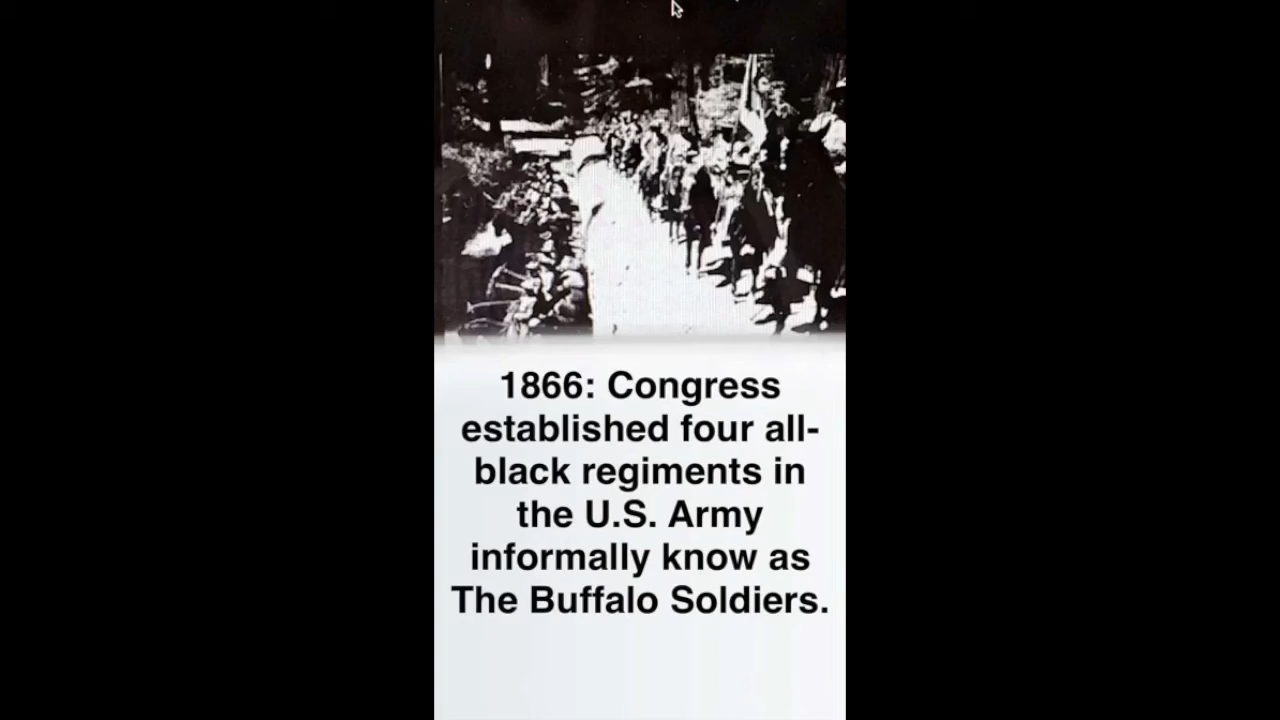 1866: Congress
established four all-
black regiments in
the U.S. Army
informally know as
The Buffalo Soldiers.